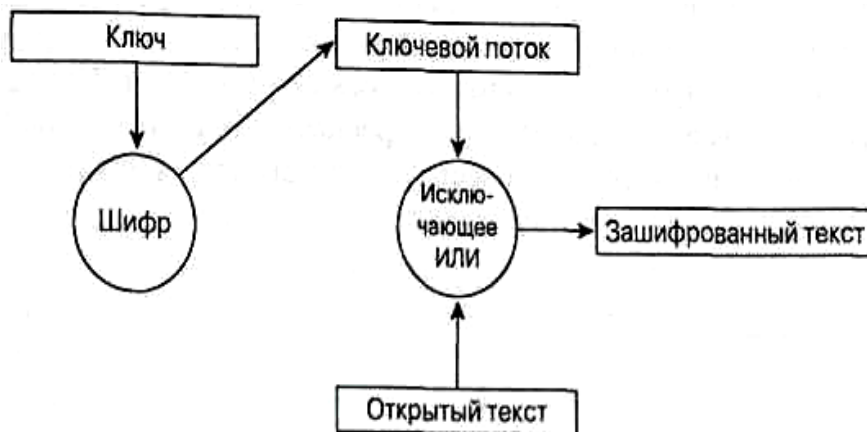 Ключ
Ключевой поток
Шифр
Исклю-
чающее
ИЛИ
Зашифрованный текст
Открытый текст